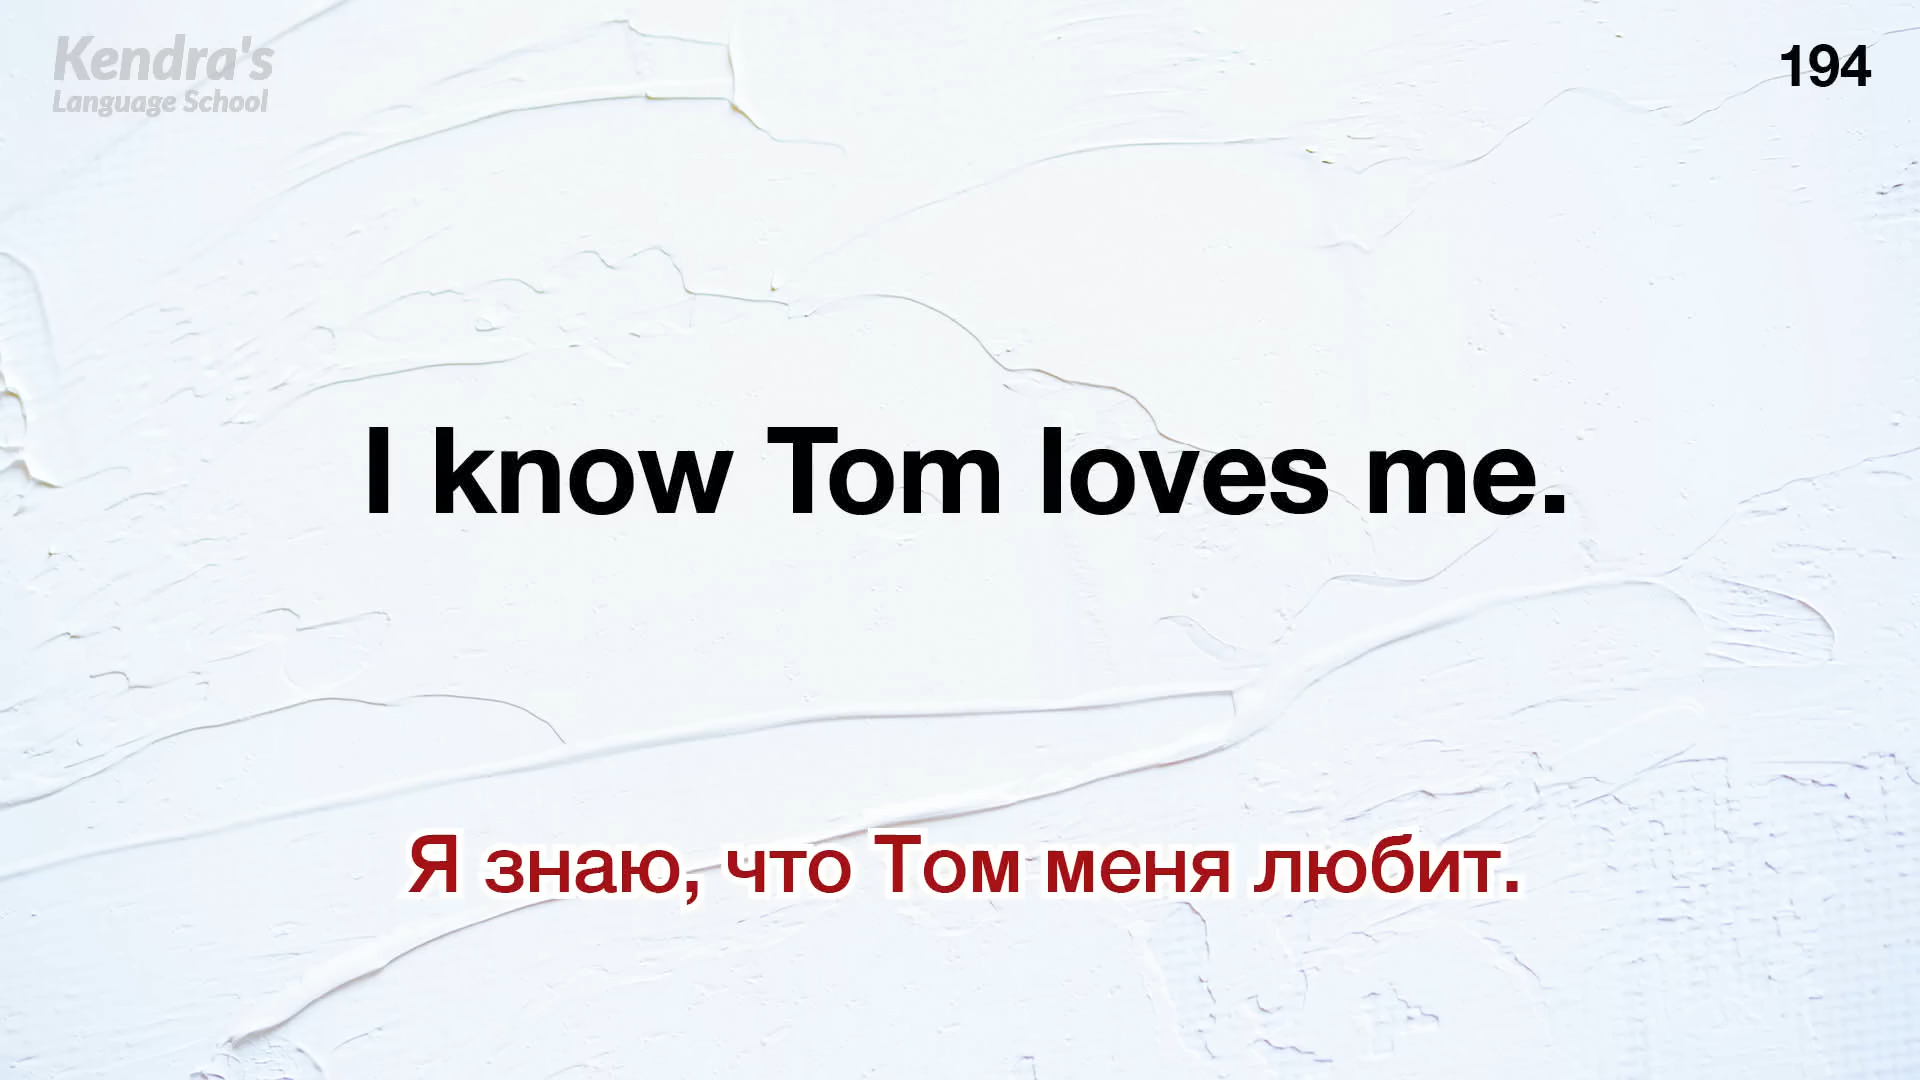 Kendra's
Language School
194
I know Tom loves me.
Я знаю, что Том меня любит.